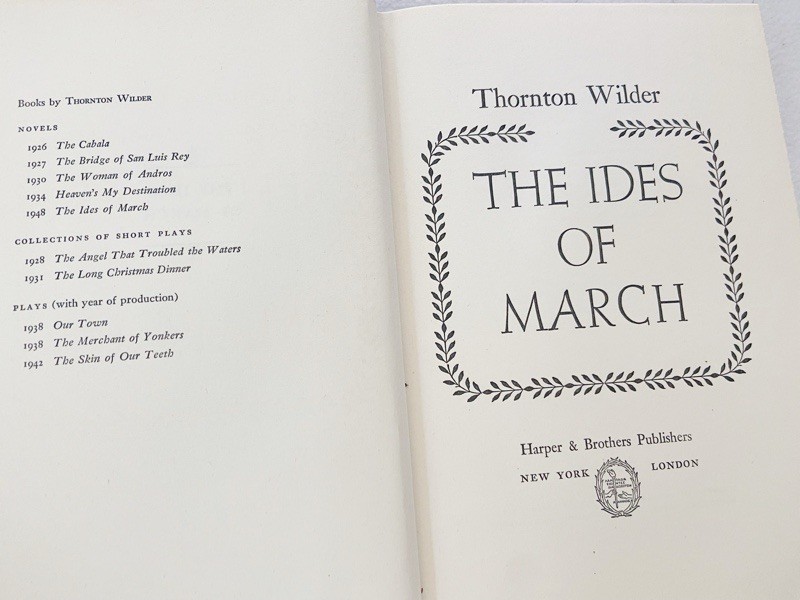 Books by THORNTON WILDER
NOVELS
1926 The Cabala
1927 The Bridge of San Luis Rey
1930 The Woman of Andros
1934 Heaven's My Destination
1948 The Ides of March
COLLECTIONS OF SHORT PLAYS
1928 The Angel That Troubled the Waters
1931 The Long Christmas Dinner
PLAYS (with year of production)
1938 Our Town
1938 The Merchant of Yonkers
1942 The Skin of Our Teeth
Thornton Wilder
THE IDES
OF
MARCH
Harper & Brothers Publishers
NEW YORK LONDON